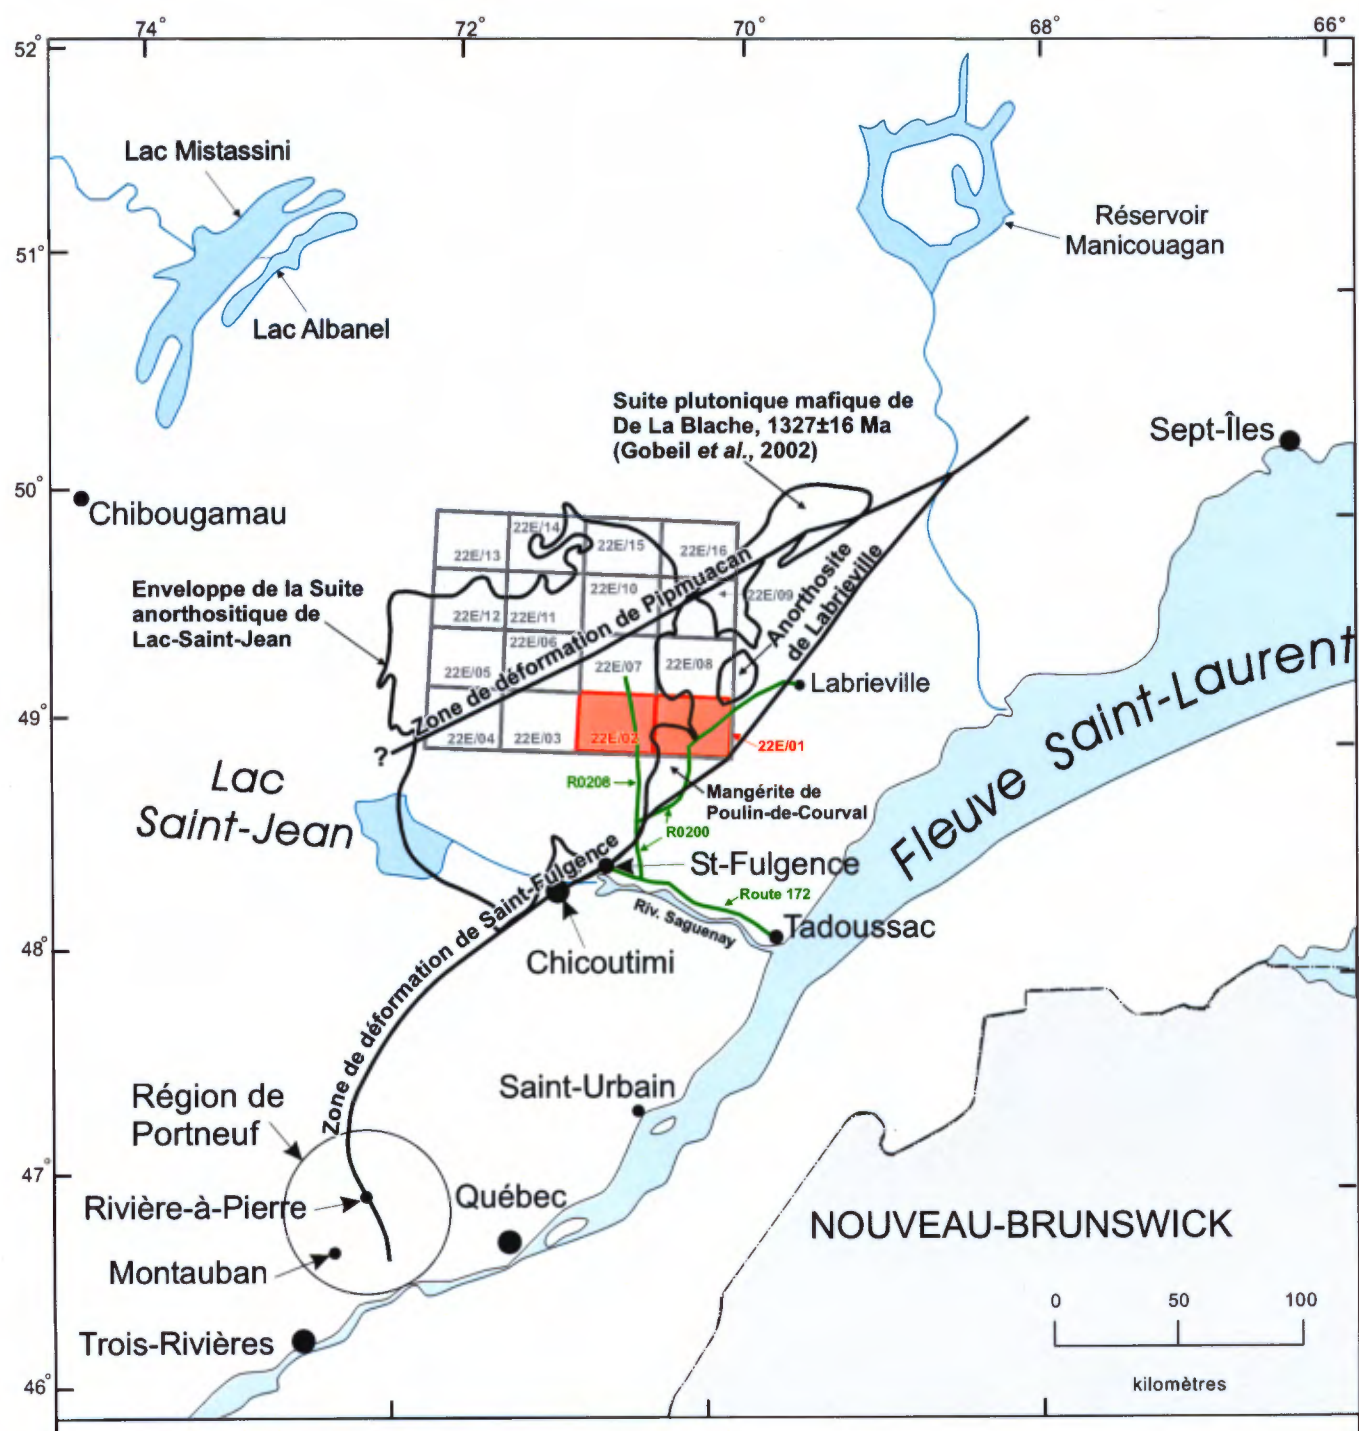 74°
72°
70°
68°
66°
52°
Lac Mistassini
Réservoir
Manicouagan
51°
Lac Albanel
Suite plutonique mafique de
De La Blache, 1327±16 Ma
(Gobeil et al., 2002)
Sept-Îles
50°
Chibougamau
22E/13
22E/14
22E/15
22E/16
Enveloppe de la Suite
anorthositique de
Lac-Saint-Jean
22E/12
22E/11
22E/10
22E/09
Zone de déformation de Pipmuacan
Anorthosite
de Labrieville
22E/05
22E/06
22E/07
22E/08
Labrieville
49°
22E/04
22E/03
22E/02
22E/01
?
Fleuve Saint-Laurent
Lac
Saint-Jean
R0208
Mangérite de
Poulin-de-Courval
R0200
St-Fulgence
Route 172
Riv. Saguenay
Tadoussac
48°
Chicoutimi
Zone de déformation de Saint-Fulgence
Saint-Urbain
Région de
Portneuf
47°
Rivière-à-Pierre
Québec
NOUVEAU-BRUNSWICK
Montauban
0 50 100
Trois-Rivières
kilomètres
46°